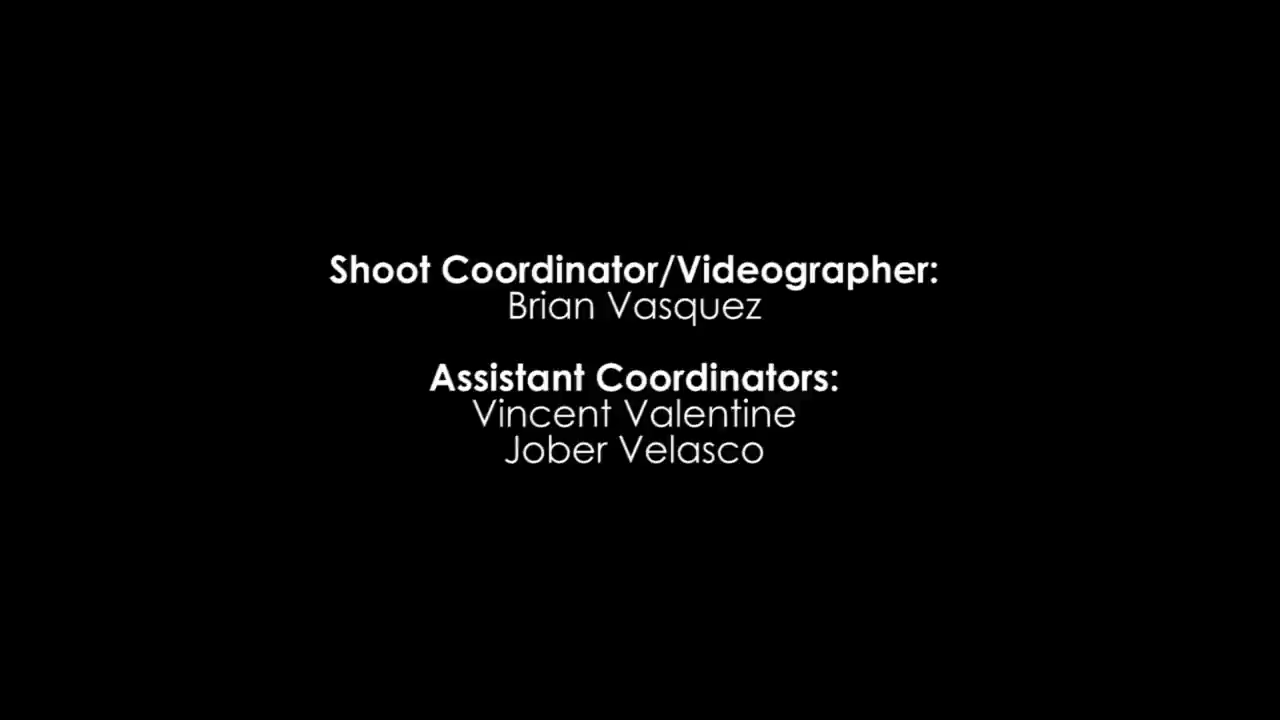 Shoot Coordinator/Videographer:
Brian Vasquez
Assistant Coordinators:
Vincent Valentine
Jober Velasco